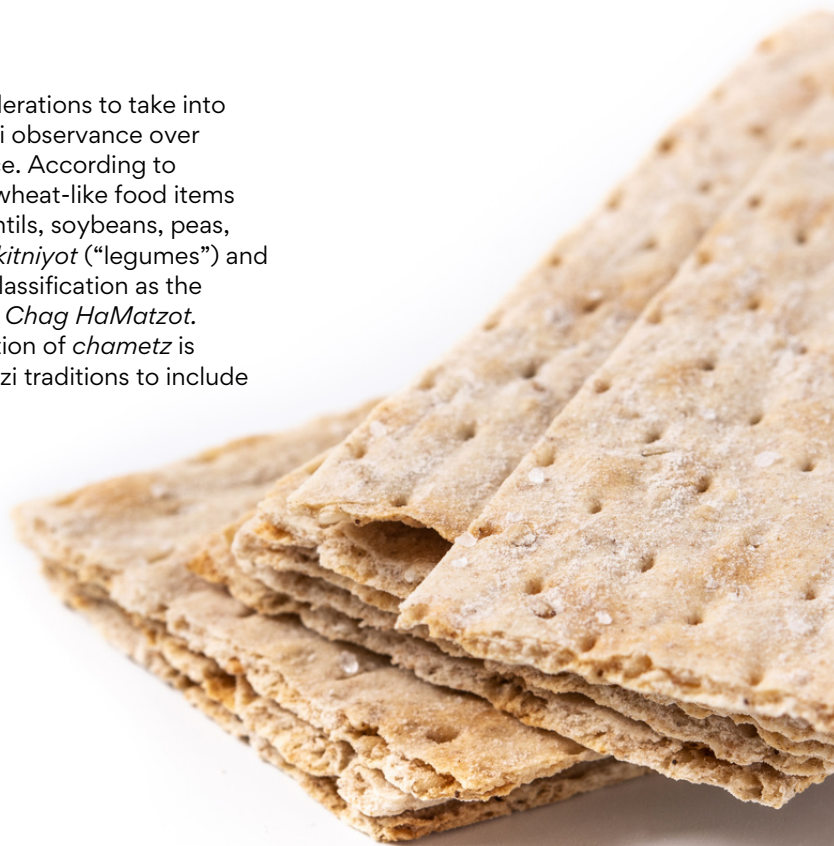 lerations to take into
i observance over
e. According to
wheat-like food items
ntils, soybeans, peas,
kitniyot (“legumes”) and
lassification as the
Chag HaMatzot.
tion of chametz is
zi traditions to include